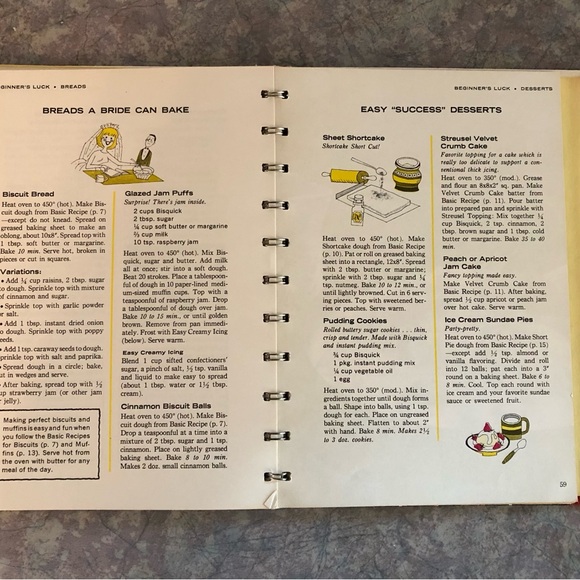 GINNER'S LUCK • BREADS
BREADS A BRIDE CAN BAKE
Biscuit Bread
Heat oven to 450° (hot). Make Bis-
cuit dough from Basic Recipe (p. 7)
—except do not knead. Spread on
greased baking sheet to make an
oblong, about 10x8". Spread top with
1 tbsp. soft butter or margarine.
Bake 10 min. Serve hot, broken in
pieces or cut in squares.
Variations:
• Add ¼ cup raisins, 2 tbsp. sugar
to dough. Sprinkle top with mixture
of cinnamon and sugar.
• Sprinkle top with garlic powder
or salt.
• Add 1 tbsp. instant dried onion
to dough. Sprinkle top with poppy
seeds.
• Add 1 tsp. caraway seeds to dough.
Sprinkle top with salt and paprika.
• Spread dough in a circle; bake.
Cut in wedges and serve.
After baking, spread top with ½
cup strawberry jam (or other jam
or jelly).
Making perfect biscuits and
muffins is easy and fun when
you follow the Basic Recipes
for Biscuits (p. 7) and Muf-
fins (p. 13). Serve hot from
the oven with butter for any
meal of the day.
Glazed Jam Puffs
Surprise! There's jam inside.
2 cups Bisquick
2 tbsp. sugar
¼ cup soft butter or margarine
⅔ cup milk
10 tsp. raspberry jam
Heat oven to 450° (hot). Mix Bis-
quick, sugar and butter. Add milk
all at once; stir into a soft dough.
Beat 20 strokes. Place a tablespoon-
ful of dough in 10 paper-lined medi-
um-sized muffin cups. Top with a
teaspoonful of raspberry jam. Drop
a tablespoonful of dough over jam.
Bake 10 to 15 min., or until golden
brown. Remove from pan immedi-
ately. Frost with Easy Creamy Icing
(below). Serve warm.
Easy Creamy Icing
Blend 1 cup sifted confectioners'
sugar, a pinch of salt, ½ tsp. vanilla
and liquid to make easy to spread
(about 1 tbsp. water or 1½ tbsp.
cream).
Cinnamon Biscuit Balls
Heat oven to 450° (hot). Make Bis-
cuit dough from Basic Recipe (p. 7).
Drop a teaspoonful at a time into a
mixture of 2 tbsp. sugar and 1 tsp.
cinnamon. Place on lightly greased
baking sheet. Bake 8 to 10 min.
Makes 2 doz. small cinnamon balls.
BEGINNER'S LUCK • DESSERTS
EASY "SUCCESS" DESSERTS
Sheet Shortcake
Shortcake Short Cut!
Heat oven to 450° (hot). Make
Shortcake dough from Basic Recipe
(p. 10). Pat or roll on greased baking
sheet into a rectangle, 12x8". Spread
with 2 tbsp. butter or margarine;
sprinkle with 2 tbsp. sugar and ¼
tsp. nutmeg. Bake 10 to 12 min., or
until lightly browned. Cut in 6 serv-
ing pieces. Top with sweetened ber-
ries or peaches. Serve warm.
Pudding Cookies
Rolled buttery sugar cookies . . . thin,
crisp and tender. Made with Bisquick
and instant pudding mix.
¾ cup Bisquick
1 pkg. instant pudding mix
¼ cup vegetable oil
1 egg
Heat oven to 350° (mod.). Mix in-
gredients together until dough forms
a ball. Shape into balls, using 1 tsp.
dough for each. Place on ungreased
baking sheet. Flatten to about 2"
with hand. Bake 8 min. Makes 2½
to 3 doz. cookies.
Streusel Velvet
Crumb Cake
Favorite topping for a cake which is
really too delicate to support a con-
ventional thick icing.
Heat oven to 350° (mod.). Grease
and flour an 8x8x2" sq. pan. Make
Velvet Crumb Cake batter from
Basic Recipe (p. 11). Pour batter
into prepared pan and sprinkle with
Streusel Topping: Mix together ¼
cup Bisquick, 2 tsp. cinnamon, 2
tbsp. brown sugar and 1 tbsp. cold
butter or margarine. Bake 35 to 40
min.
Peach or Apricot
Jam Cake
Fancy topping made easy.
Make Velvet Crumb Cake from
Basic Recipe (p. 11). After baking,
spread ½ cup apricot or peach jam
over hot cake. Serve warm.
Ice Cream Sundae Pies
Party-pretty.
Heat oven to 450° (hot). Make Short
Pie dough from Basic Recipe (p. 15)
—except add ½ tsp. almond or
vanilla flavoring. Divide and roll
into 12 balls; pat each into a 3"
round on a baking sheet. Bake 6 to
8 min. Cool. Top each round with
ice cream and your favorite sundae
sauce or sweetened fruit.
59